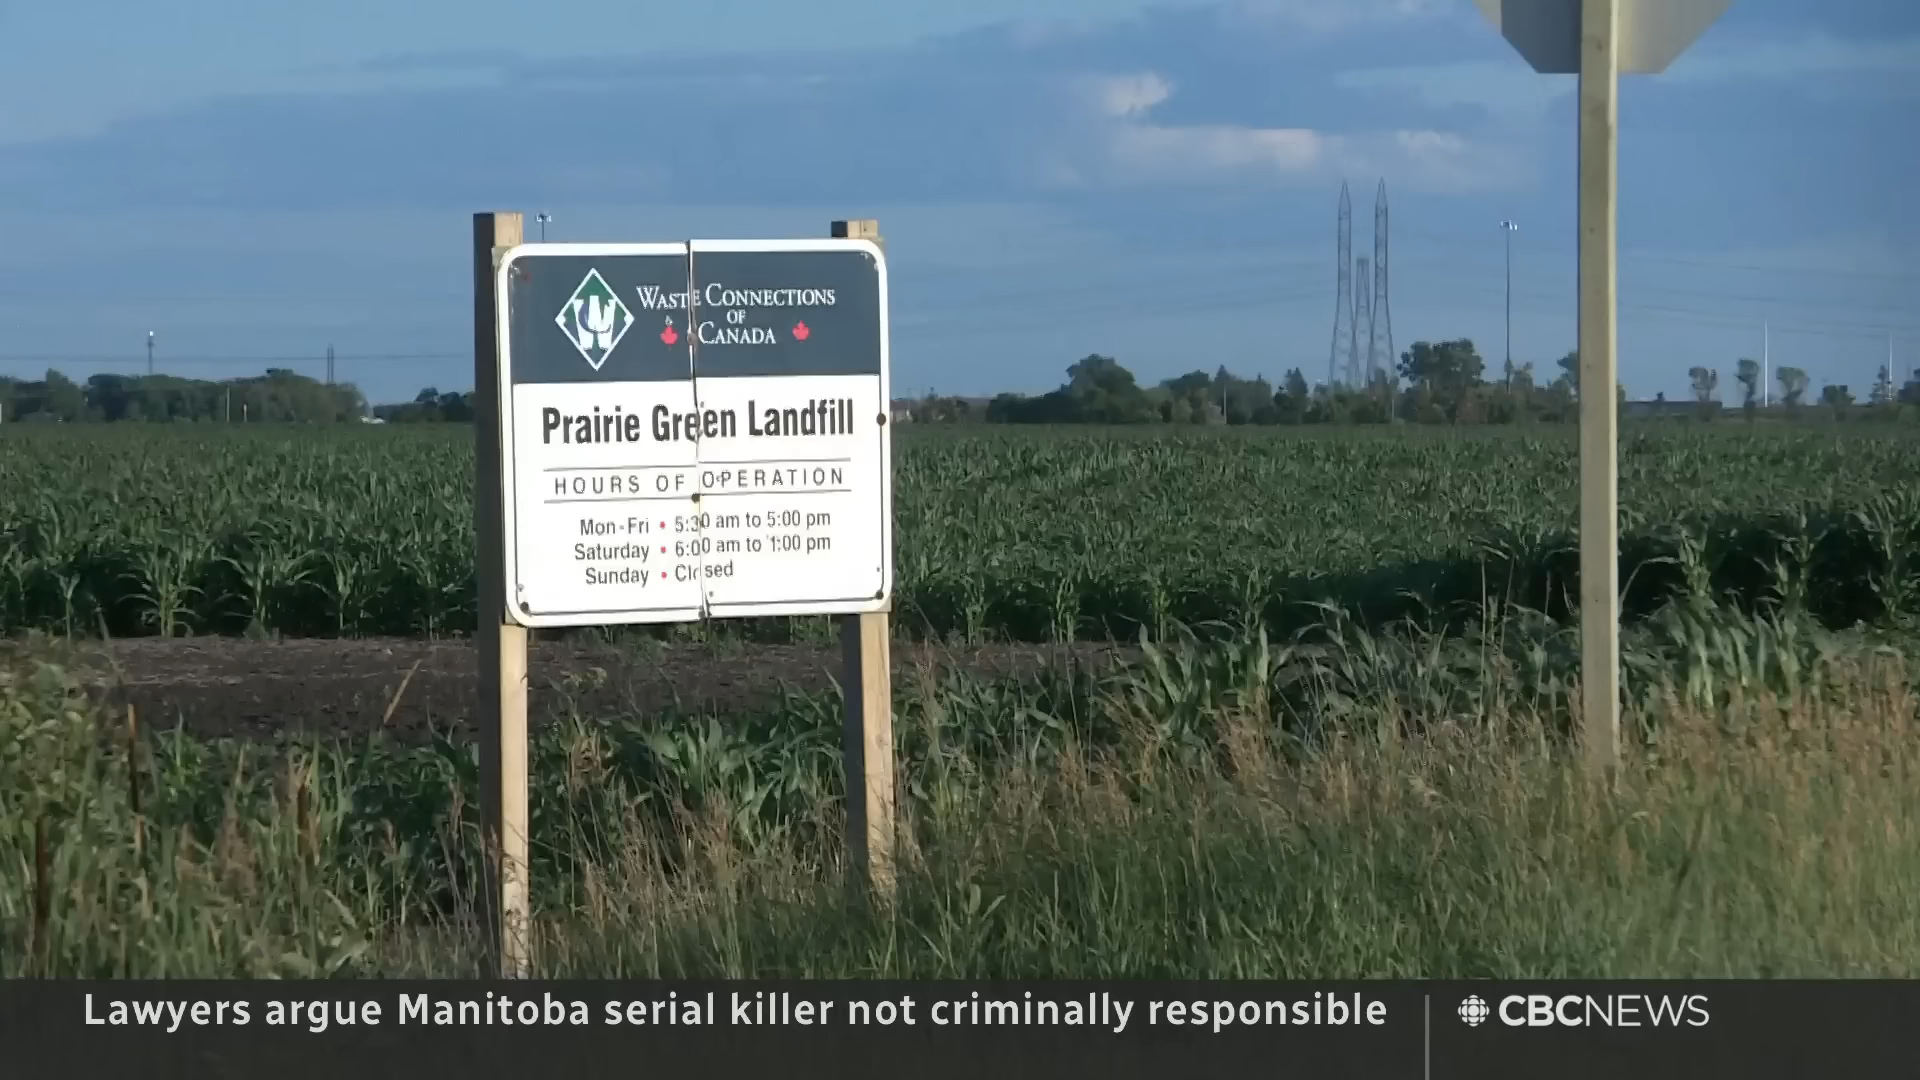 Waste Connections
of
Canada
Prairie Green Landfill
HOURS OF OPERATION
Mon-Fri • 5:30 am to 5:00 pm
Saturday • 6:00 am to 1:00 pm
Sunday • Closed
Lawyers argue Manitoba serial killer not criminally responsible
CBCNEWS